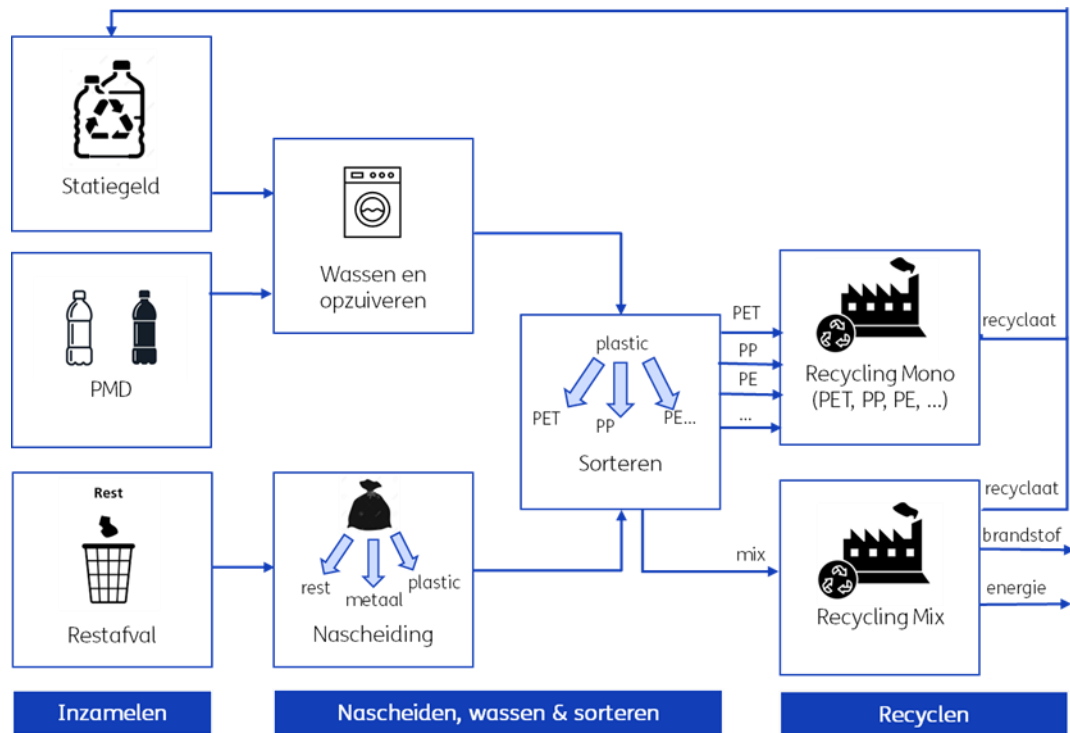 Statiegeld
Wassen en
opzuiveren
PMD
plastic
PET
PP
PE...
Sorteren
PET
PP
PE
...
Recycling Mono
(PET, PP, PE, ...)
recyclaat
Rest
Restafval
rest
metaal
plastic
Nascheiding
mix
Recycling Mix
recyclaat
brandstof
energie
Inzamelen
Nascheiden, wassen & sorteren
Recyclen